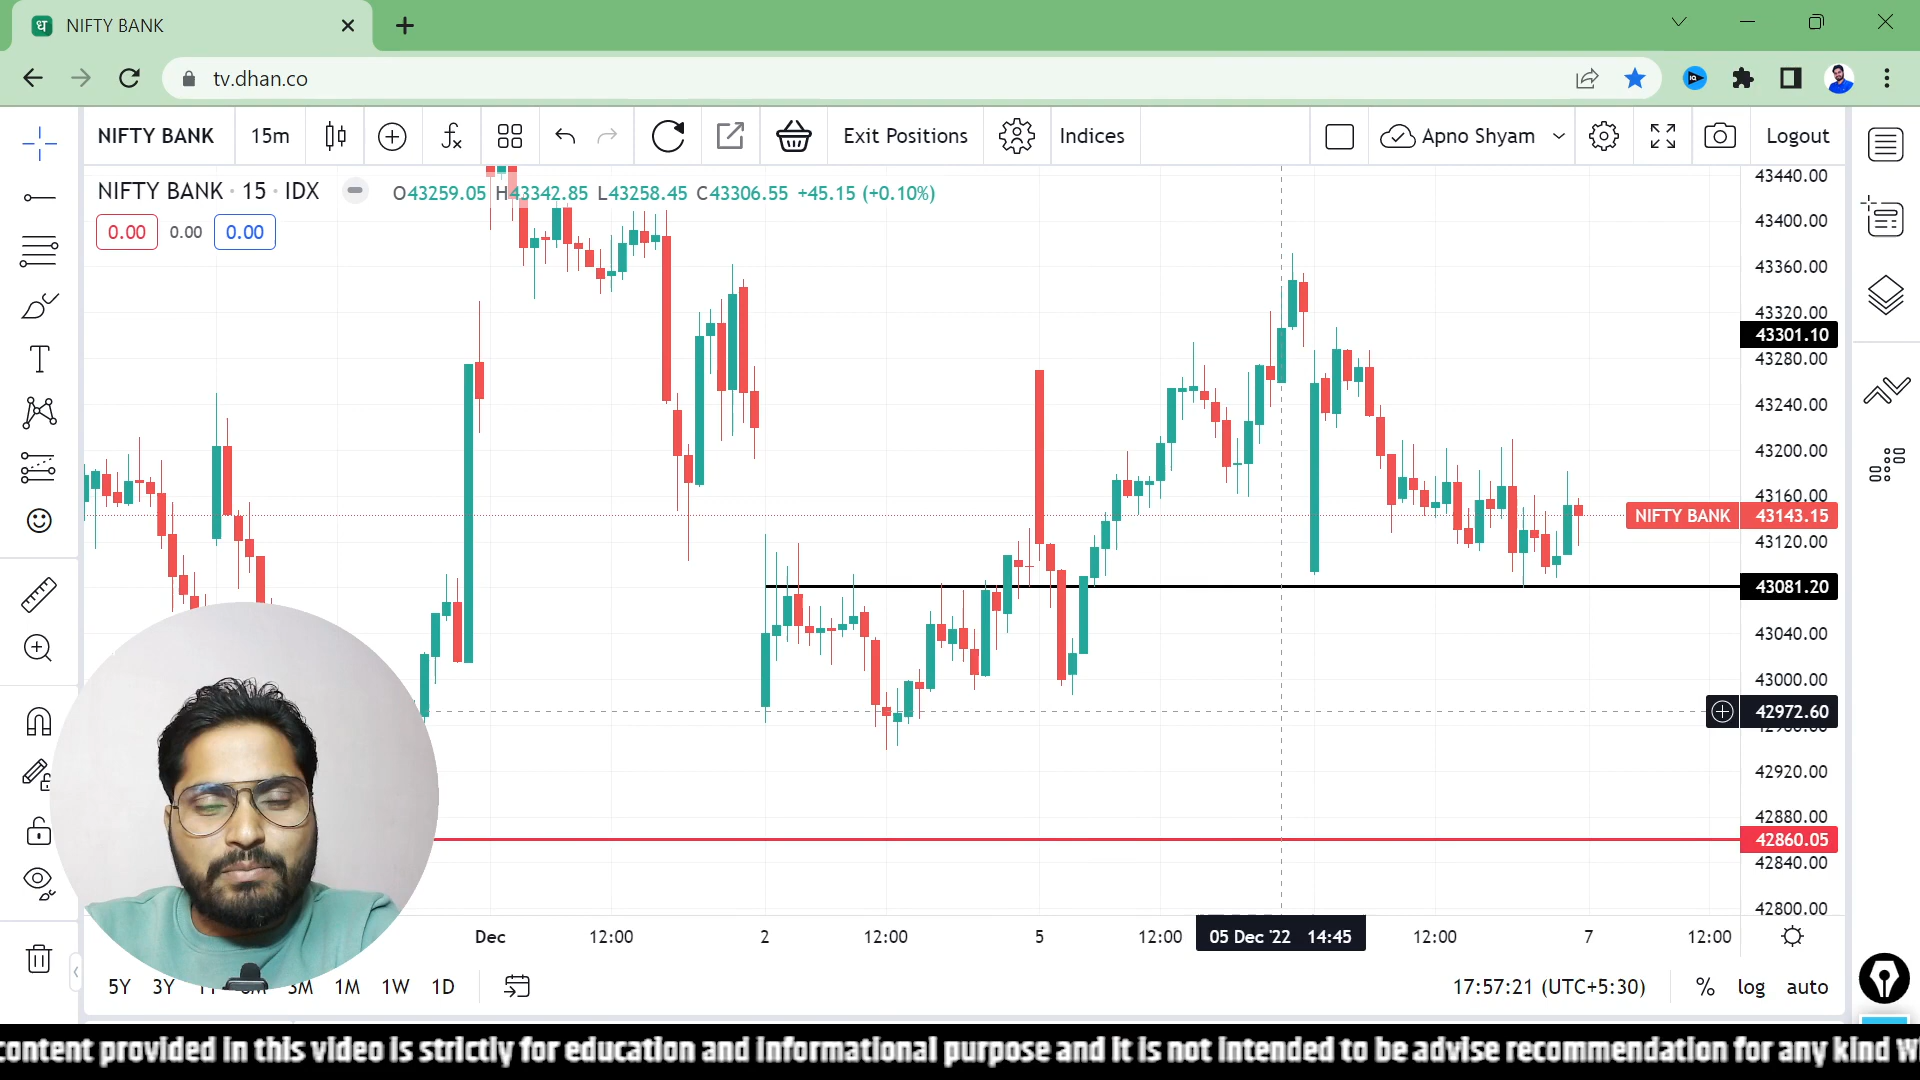 ध NIFTY BANK
tv.dhan.co
NIFTY BANK 15m Exit Positions Indices Apno Shyam Logout
NIFTY BANK · 15 · IDX O43259.05 H43342.85 L43258.45 C43306.55 +45.15 (+0.10%)
0.00 0.00 0.00
43440.00
43400.00
43360.00
43320.00
43301.10
43280.00
43240.00
43200.00
43160.00
NIFTY BANK 43143.15
43120.00
43081.20
43040.00
43000.00
42972.60
42920.00
42880.00
42860.05
42840.00
42800.00
Dec 12:00 2 12:00 5 12:00 05 Dec '22 14:45 12:00 7 12:00
5Y 3Y 3M 1M 1W 1D 17:57:21 (UTC+5:30) % log auto
content provided in this video is strictly for education and informational purpose and it is not intended to be advise recommendation for any kind